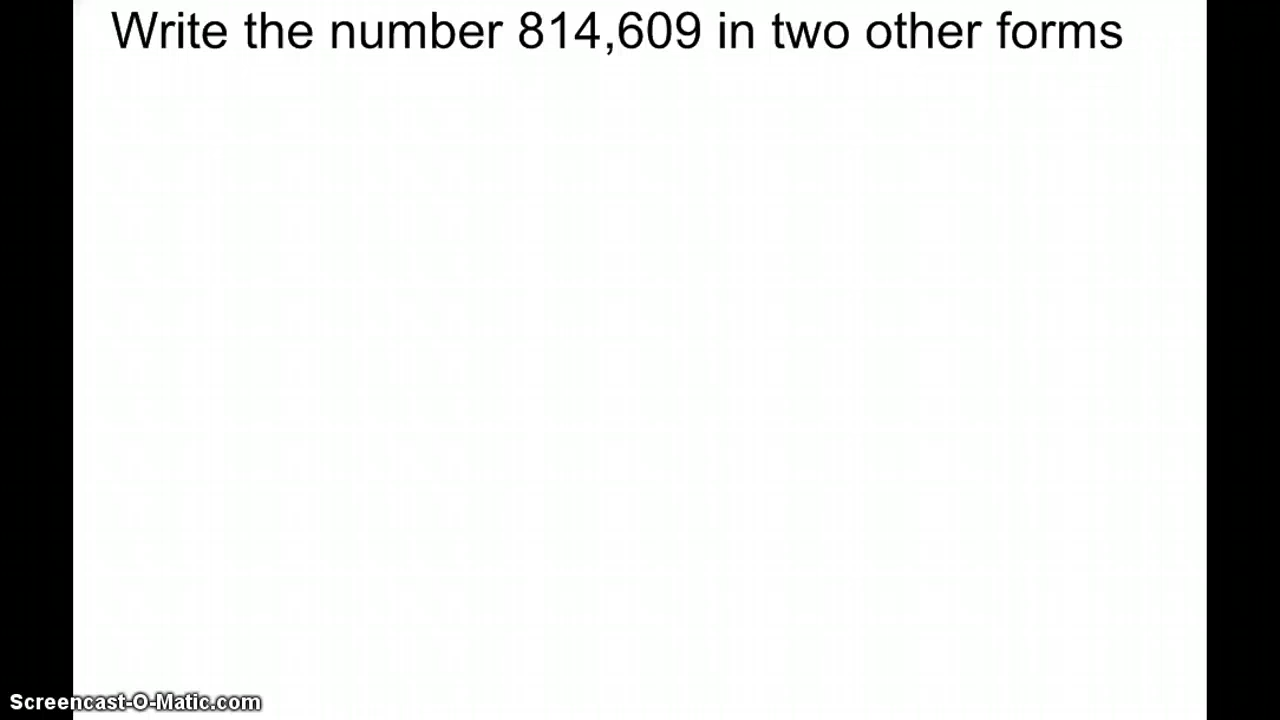 Write the number 814,609 in two other forms
Screencast-O-Matic.com